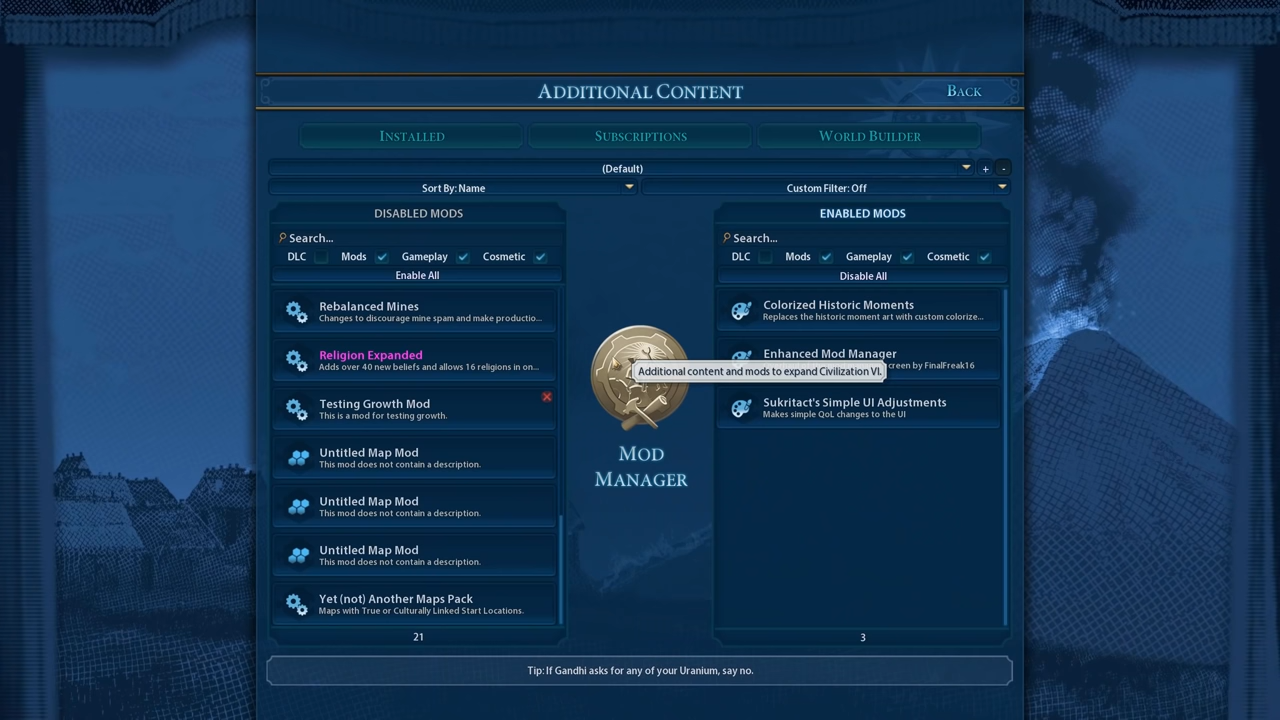 ADDITIONAL CONTENT
BACK
INSTALLED
SUBSCRIPTIONS
WORLD BUILDER
(Default)
+
-
Sort By: Name
Custom Filter: Off
DISABLED MODS
Search...
DLC
Mods
Gameplay
Cosmetic
Enable All
Rebalanced Mines
Changes to discourage mine spam and make productio...
Religion Expanded
Adds over 40 new beliefs and allows 16 religions in on...
Testing Growth Mod
This is a mod for testing growth.
Untitled Map Mod
This mod does not contain a description.
Untitled Map Mod
This mod does not contain a description.
Untitled Map Mod
This mod does not contain a description.
Yet (not) Another Maps Pack
Maps with True or Culturally Linked Start Locations.
21
Additional content and mods to expand Civilization VI.
MOD
MANAGER
ENABLED MODS
Search...
DLC
Mods
Gameplay
Cosmetic
Disable All
Colorized Historic Moments
Replaces the historic moment art with custom colorize...
Enhanced Mod Manager
creen by FinalFreak16
Sukritact's Simple UI Adjustments
Makes simple QoL changes to the UI
3
Tip: If Gandhi asks for any of your Uranium, say no.